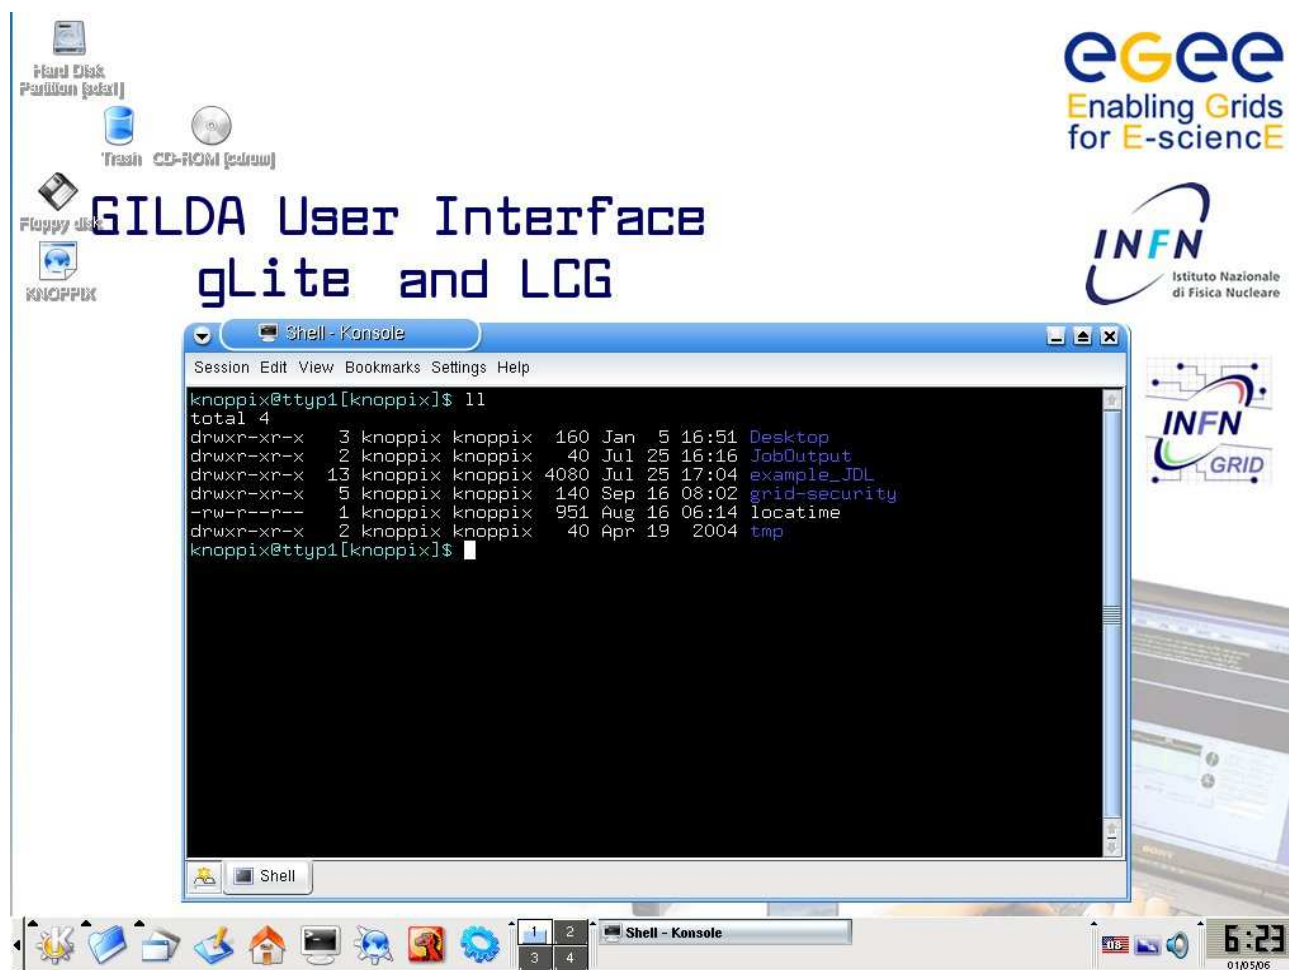 Hard Disk
Partition [sda1]
Trash
CD-ROM [cdrom]
Floppy disk
KNOPPIX
GILDA User Interface
gLite and LCG
eGee
Enabling Grids
for E-sciencE
INFN
Istituto Nazionale
di Fisica Nucleare
INFN
GRID
Shell - Konsole
Session Edit View Bookmarks Settings Help
knoppix@ttyp1[knoppix]$ ll
total 4
drwxr-xr-x 3 knoppix knoppix 160 Jan 5 16:51 Desktop
drwxr-xr-x 2 knoppix knoppix 40 Jul 25 16:16 JobOutput
drwxr-xr-x 13 knoppix knoppix 4080 Jul 25 17:04 example_JDL
drwxr-xr-x 5 knoppix knoppix 140 Sep 16 08:02 grid-security
-rw-r--r-- 1 knoppix knoppix 951 Aug 16 06:14 locatime
drwxr-xr-x 2 knoppix knoppix 40 Apr 19 2004 tmp
knoppix@ttyp1[knoppix]$
Shell
1 2
3 4
Shell - Konsole
US
6:23
01/05/06